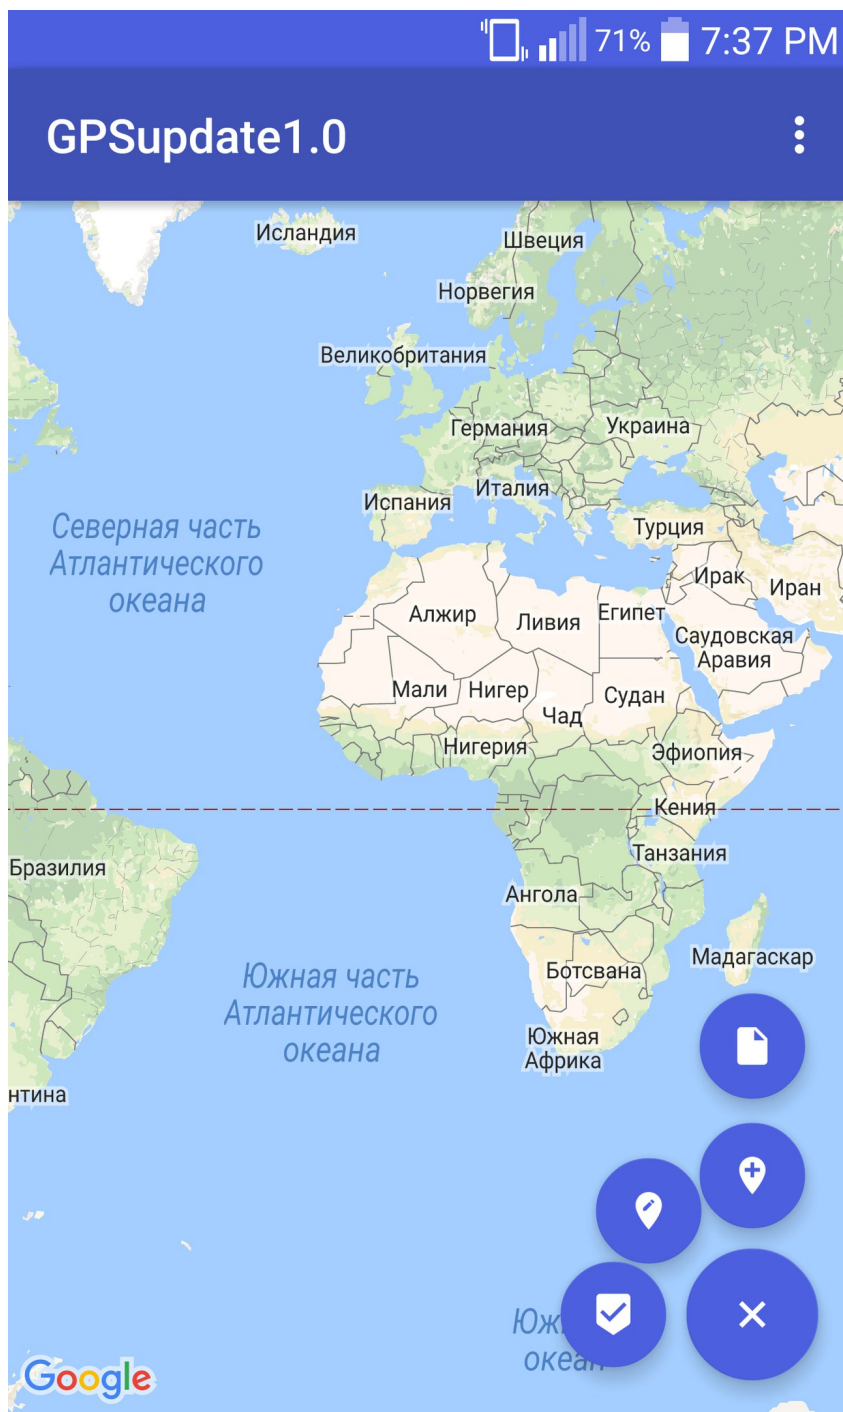 71% 7:37 PM
GPSupdate1.0
Исландия
Швеция
Норвегия
Великобритания
Германия
Украина
Италия
Испания
Северная часть
Атлантического
океана
Турция
Ирак
Иран
Алжир
Ливия
Египет
Саудовская
Аравия
Мали
Нигер
Чад
Судан
Нигерия
Эфиопия
Кения
Бразилия
Танзания
Ангола
Мадагаскар
Ботсвана
Южная часть
Атлантического
океана
Южная
Африка
нтина
Юж
океан
Google